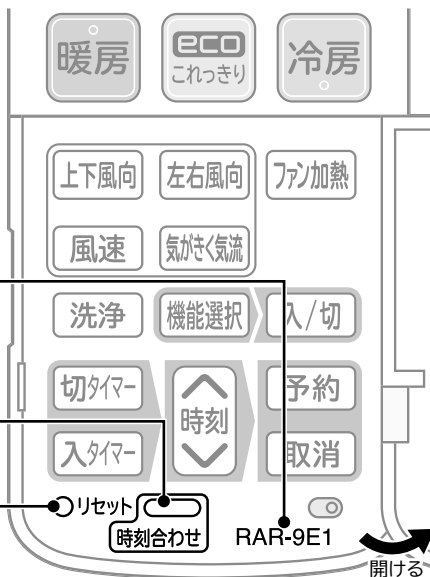 暖房
eco
これっきり
冷房
上下風向
左右風向
ファン加熱
風速
気がきく気流
洗浄
機能選択
入/切
切タイマー
時刻
予約
入タイマー
取消
リセット
時刻合わせ
RAR-9E1
開ける